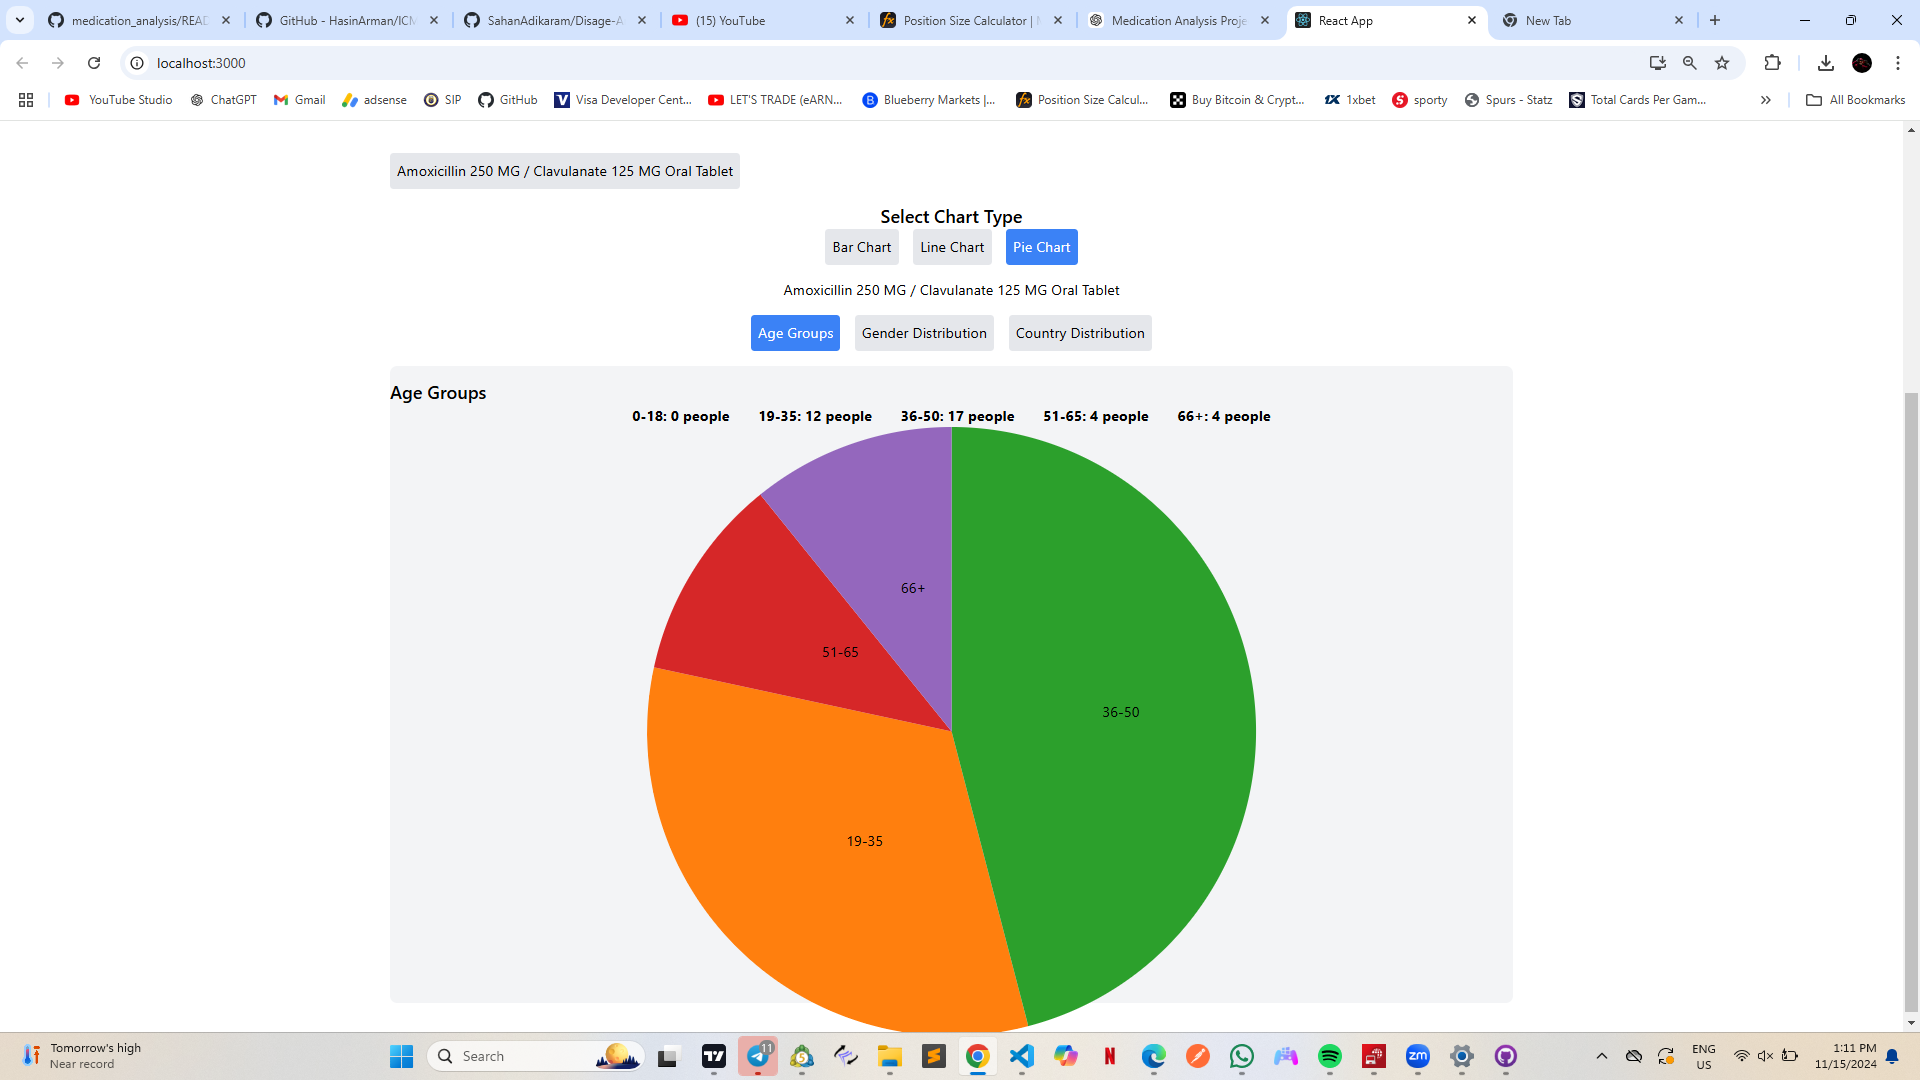 medication_analysis/READ
GitHub - HasinArman/ICM
SahanAdikaram/Disage-A
(15) YouTube
Position Size Calculator | M
Medication Analysis Proje
React App
New Tab
localhost:3000
YouTube Studio
ChatGPT
Gmail
adsense
SIP
GitHub
Visa Developer Cent...
LET'S TRADE (eARN...
Blueberry Markets |...
Position Size Calcul...
Buy Bitcoin & Crypt...
1xbet
sporty
Spurs - Statz
Total Cards Per Gam...
All Bookmarks
Amoxicillin 250 MG / Clavulanate 125 MG Oral Tablet
Select Chart Type
Bar Chart Line Chart Pie Chart
Amoxicillin 250 MG / Clavulanate 125 MG Oral Tablet
Age Groups Gender Distribution Country Distribution
Age Groups
0-18: 0 people 19-35: 12 people 36-50: 17 people 51-65: 4 people 66+: 4 people
66+
51-65
36-50
19-35
Tomorrow's high
Near record
Search
11
zm
ENG
US
1:11 PM
11/15/2024